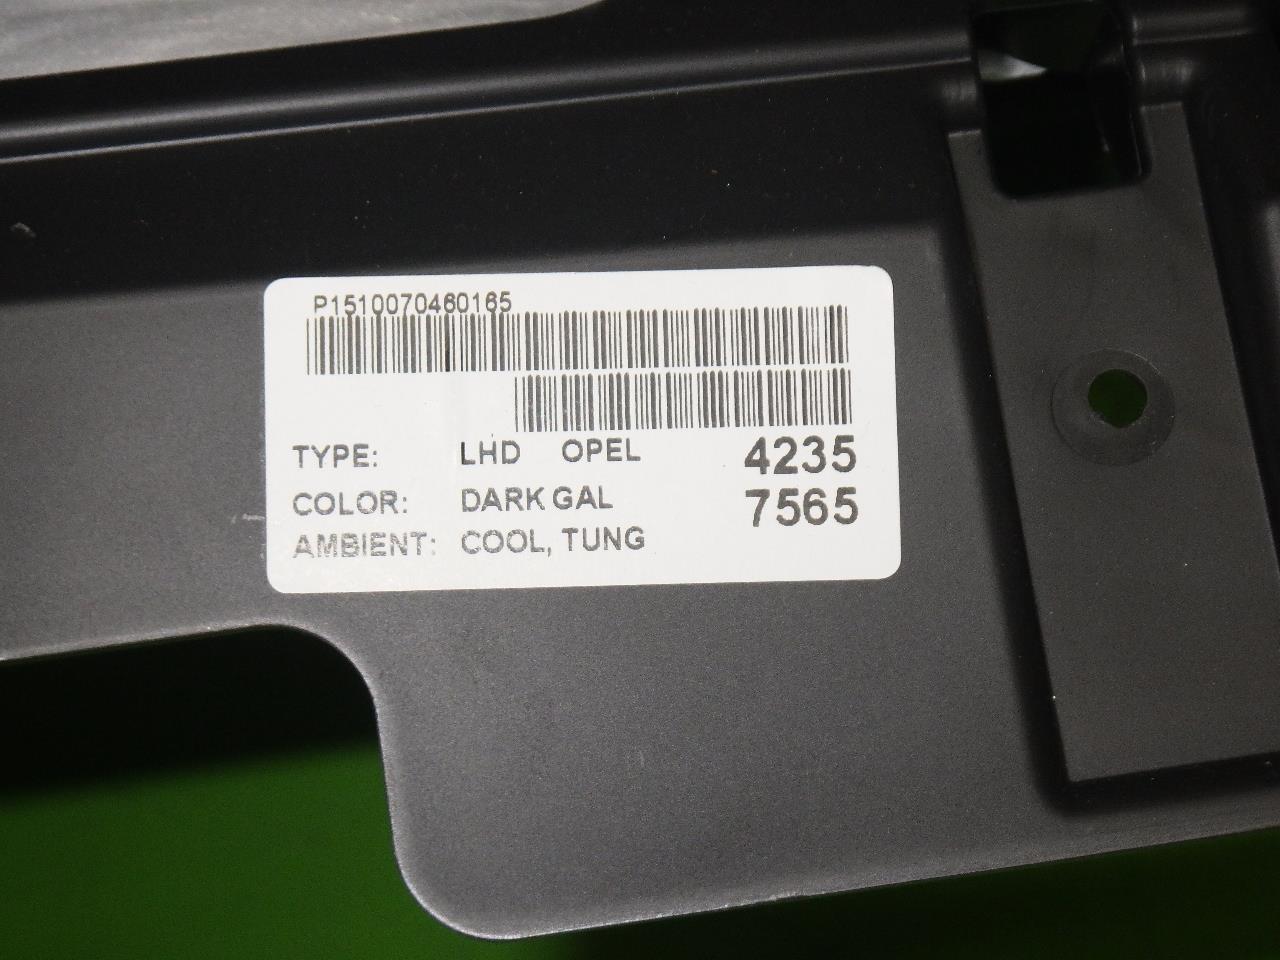 P1510070460165
TYPE: LHD OPEL 4235
COLOR: DARK GAL 7565
AMBIENT: COOL, TUNG